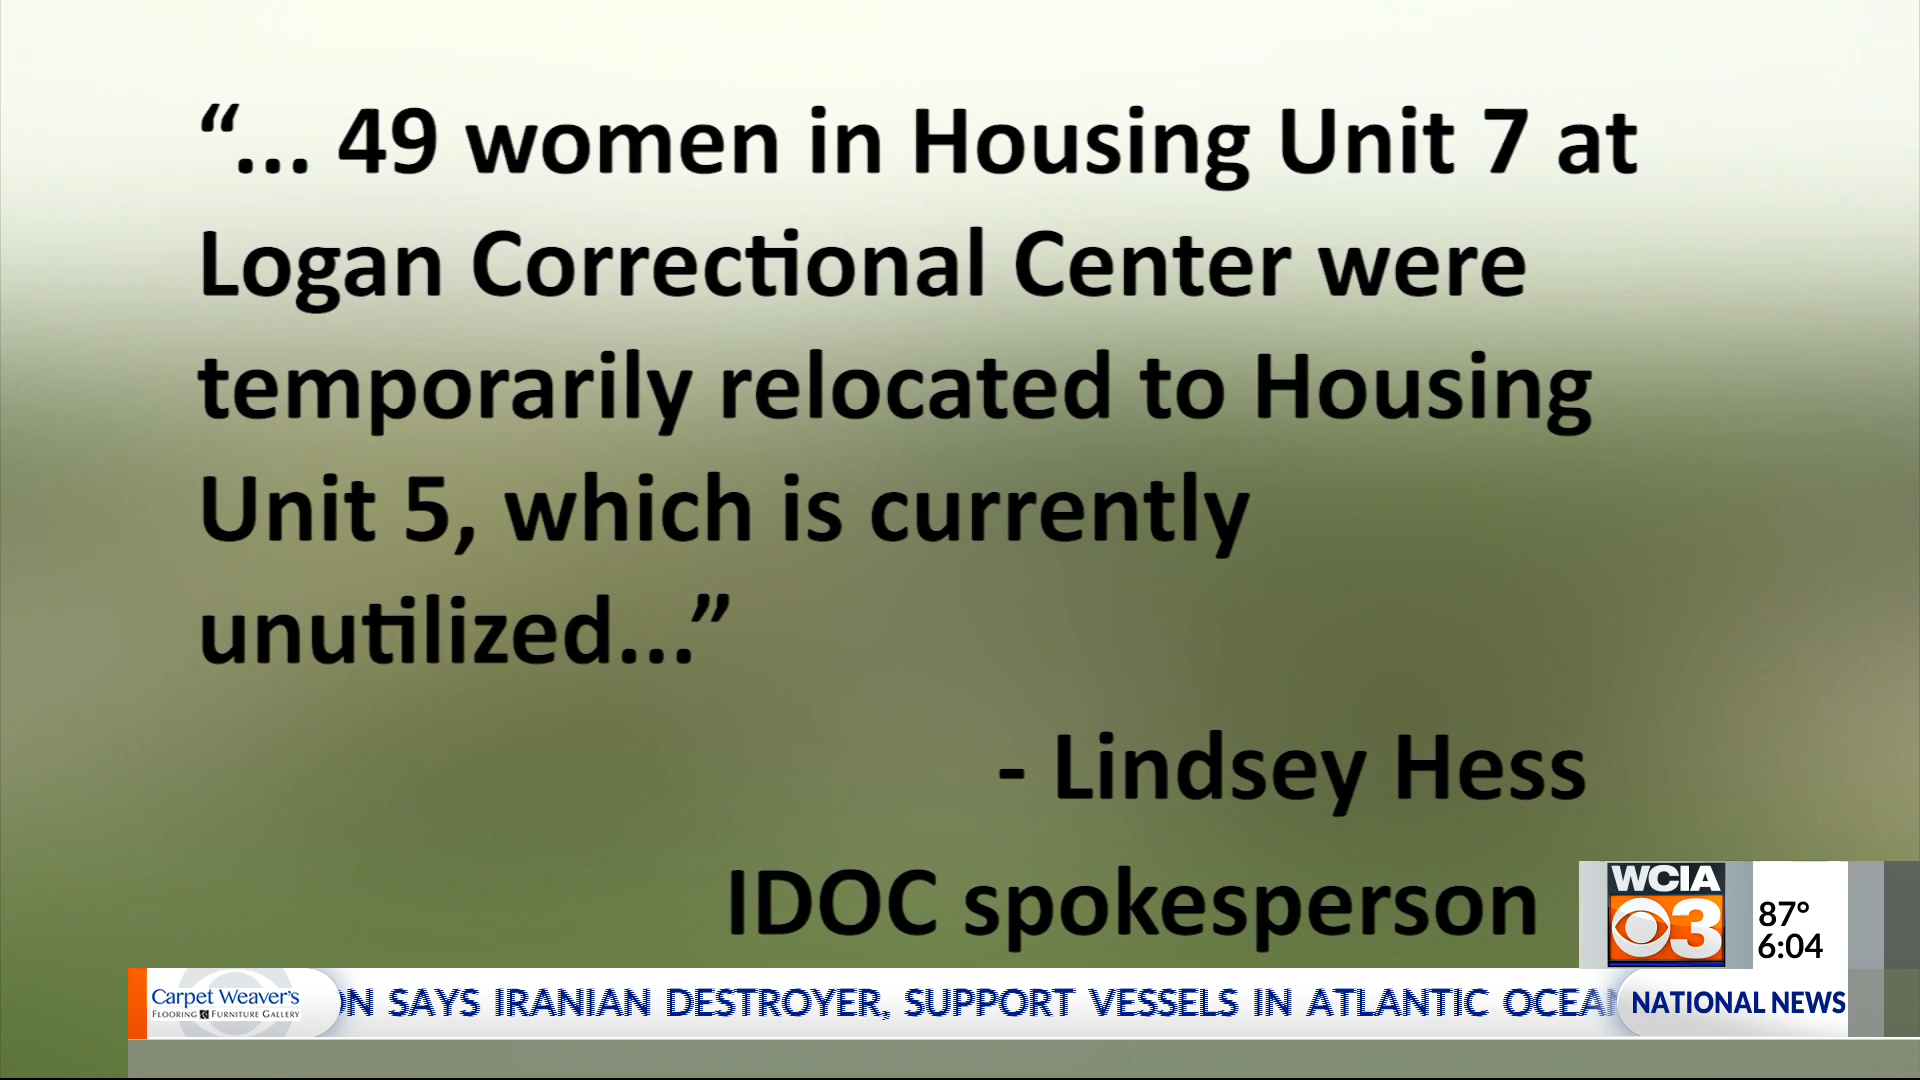 “... 49 women in Housing Unit 7 at
Logan Correctional Center were
temporarily relocated to Housing
Unit 5, which is currently
unutilized...”
- Lindsey Hess
IDOC spokesperson
WCIA
3
87°
6:04
Carpet Weaver's
FLOORING & FURNITURE GALLERY
N SAYS IRANIAN DESTROYER, SUPPORT VESSELS IN ATLANTIC OCEA
NATIONAL NEWS